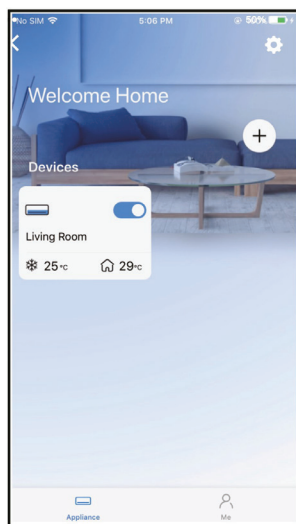 No SIM 5:06 PM 50%
Welcome Home
Devices
Living Room
25°C 29°C
Appliance Me